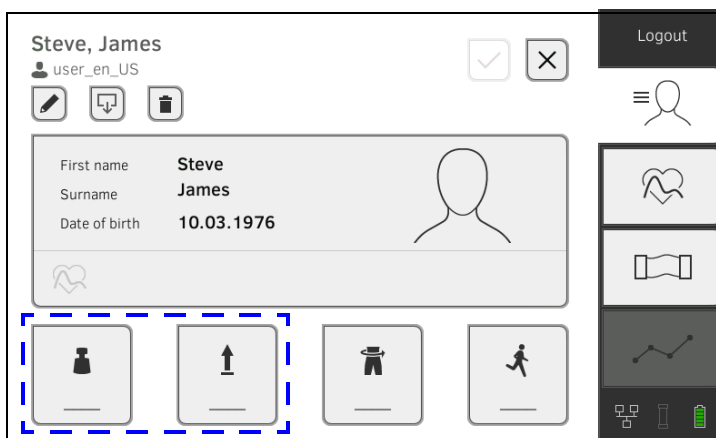 Steve, James
user_en_US
Logout
First name Steve
Surname James
Date of birth 10.03.1976